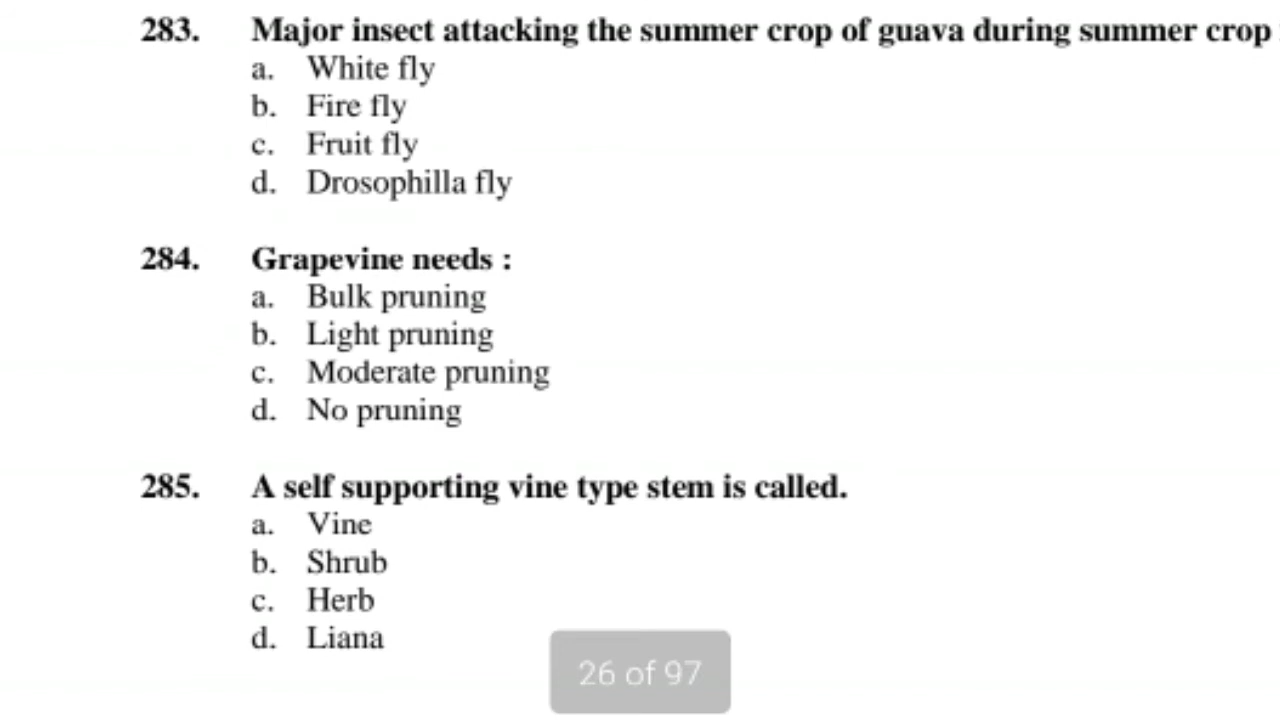 283. Major insect attacking the summer crop of guava during summer crop
a. White fly
b. Fire fly
c. Fruit fly
d. Drosophilla fly
284. Grapevine needs :
a. Bulk pruning
b. Light pruning
c. Moderate pruning
d. No pruning
285. A self supporting vine type stem is called.
a. Vine
b. Shrub
c. Herb
d. Liana
26 of 97